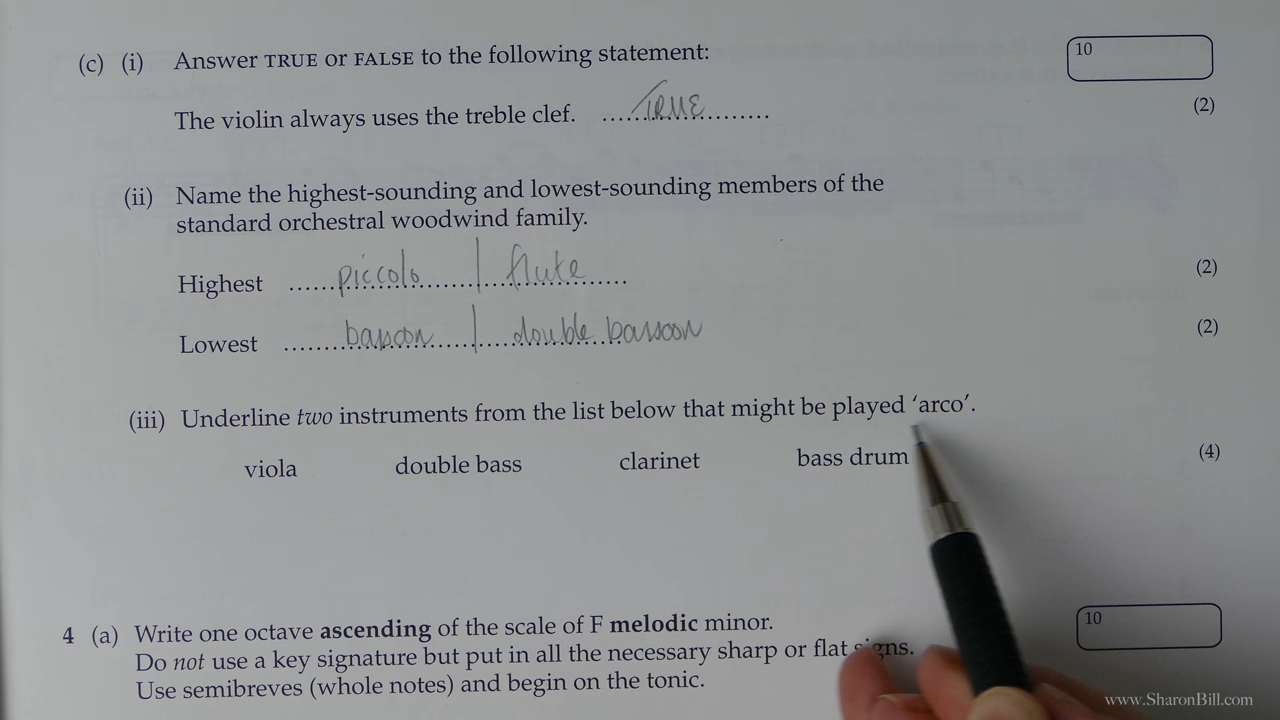 (c) (i) Answer TRUE or FALSE to the following statement: 10
The violin always uses the treble clef. ....TRUE.... (2)
(ii) Name the highest-sounding and lowest-sounding members of the
standard orchestral woodwind family.
Highest ......piccolo | flute...... (2)
Lowest ......bassoon | double bassoon (2)
(iii) Underline two instruments from the list below that might be played ‘arco’.
viola double bass clarinet bass drum (4)
4 (a) Write one octave ascending of the scale of F melodic minor. 10
Do not use a key signature but put in all the necessary sharp or flat signs.
Use semibreves (whole notes) and begin on the tonic.
www.SharonBill.com